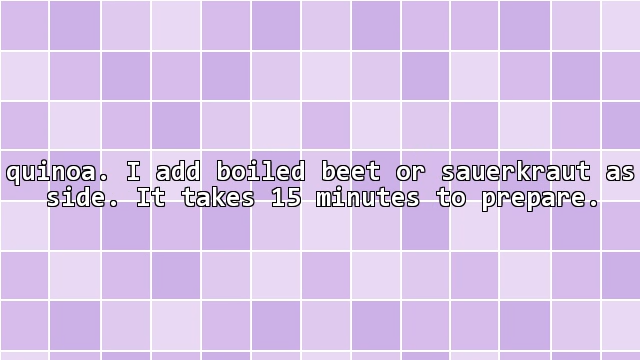 quinoa. I add boiled beet or sauerkraut as
side. It takes 15 minutes to prepare.